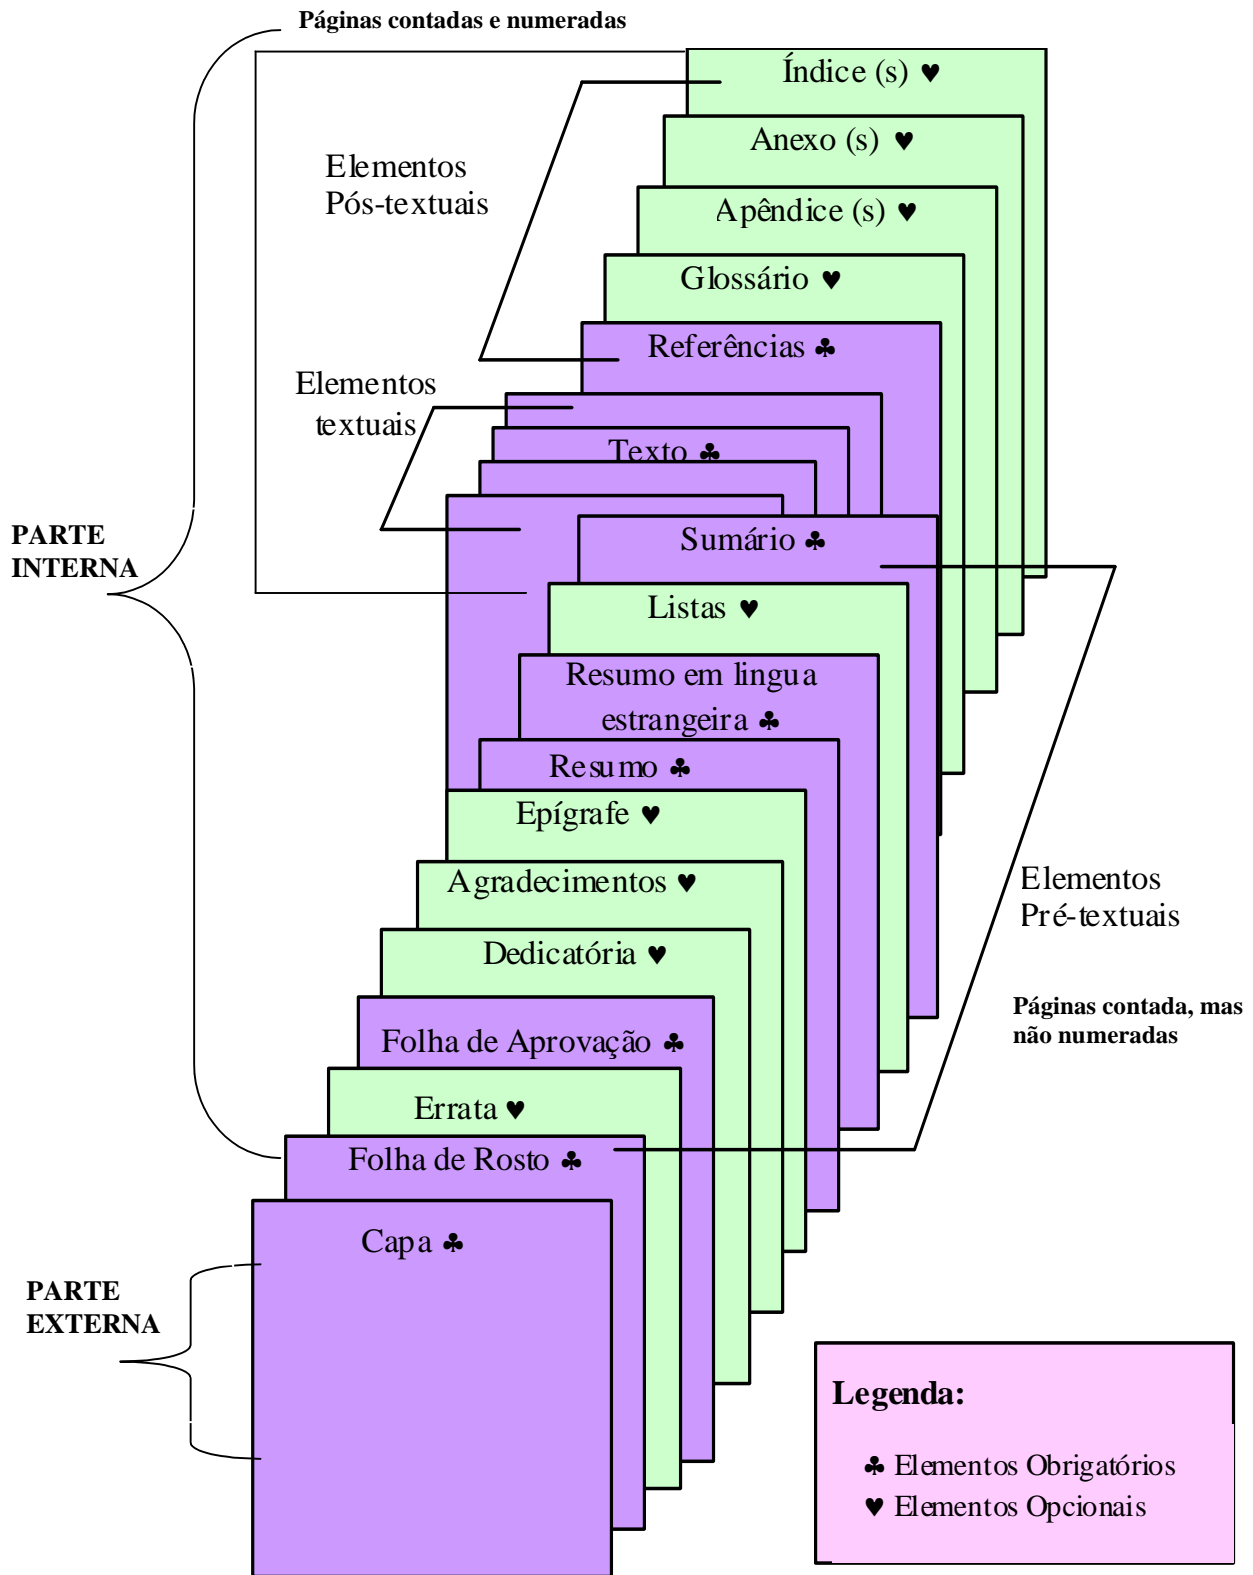 Páginas contadas e numeradas
Índice (s) ♥
Anexo (s) ♥
Elementos
Pós-textuais
Apêndice (s) ♥
Glossário ♥
Referências ♣
Elementos
textuais
Texto ♣
PARTE
INTERNA
Sumário ♣
Listas ♥
Resumo em lingua
estrangeira ♣
Resumo ♣
Epígrafe ♥
Agradecimentos ♥
Elementos
Pré-textuais
Dedicatória ♥
Páginas contada, mas
não numeradas
Folha de Aprovação ♣
Errata ♥
Folha de Rosto ♣
Capa ♣
PARTE
EXTERNA
Legenda:
♣ Elementos Obrigatórios
♥ Elementos Opcionais